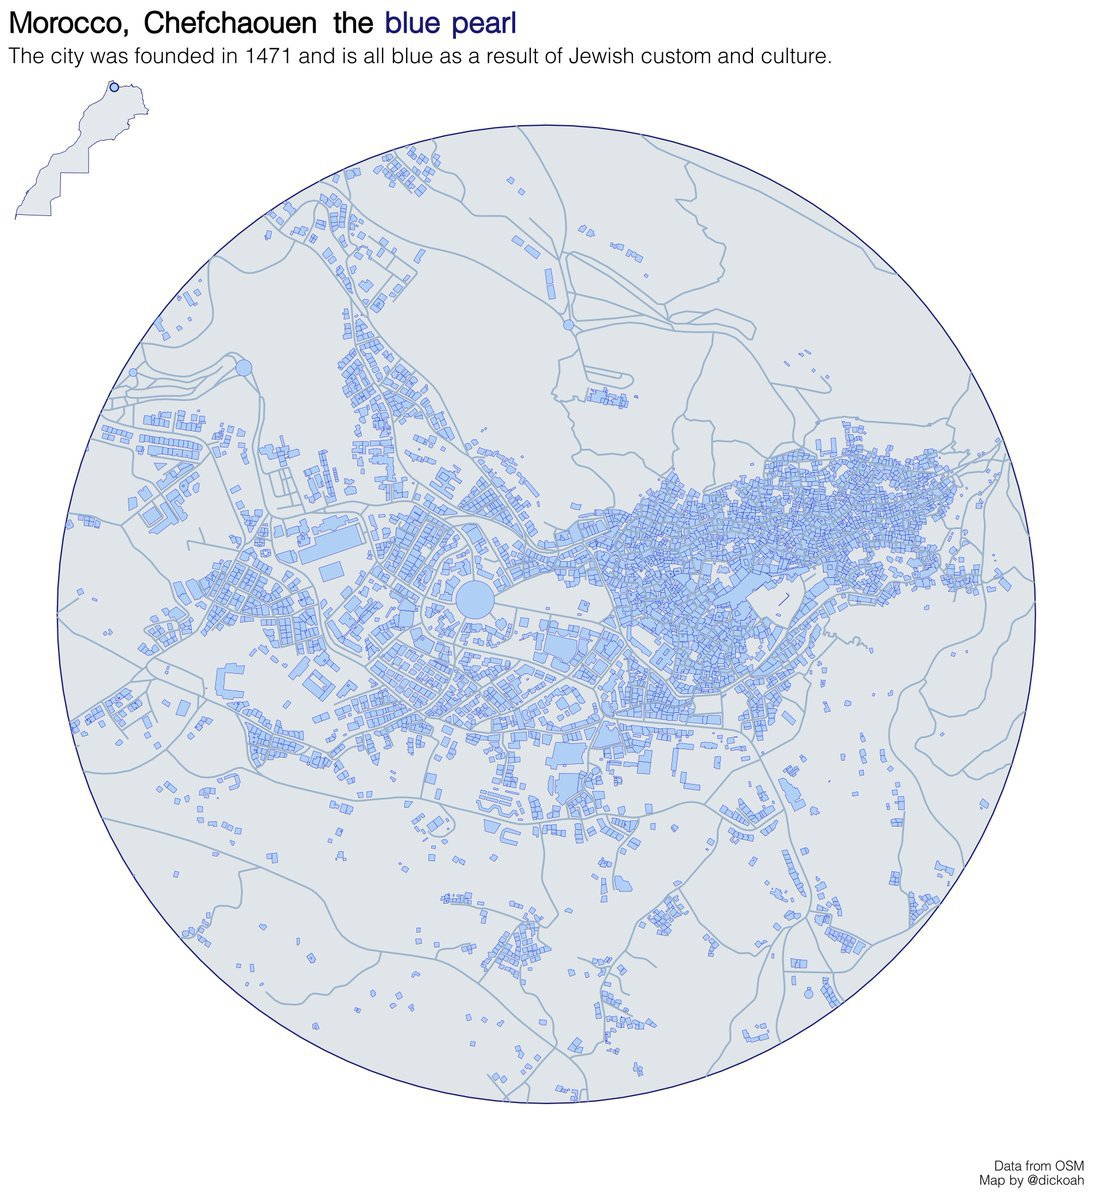 Morocco, Chefchaouen the blue pearl
The city was founded in 1471 and is all blue as a result of Jewish custom and culture.
Data from OSM
Map by @dickoah